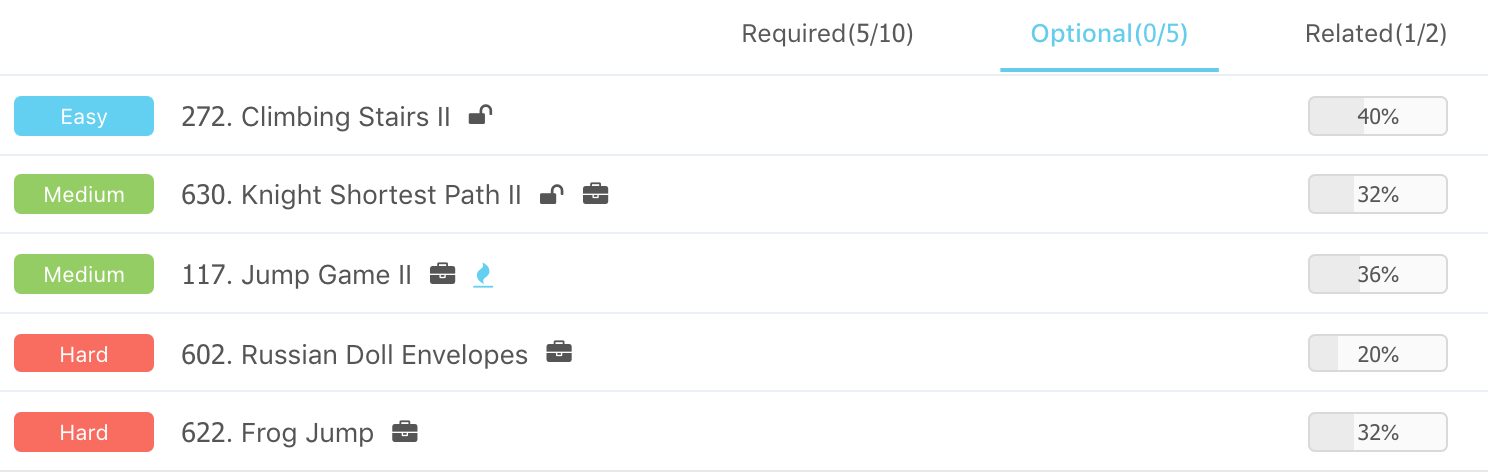 Required(5/10) Optional(0/5) Related(1/2)
Easy 272. Climbing Stairs II 40%
Medium 630. Knight Shortest Path II 32%
Medium 117. Jump Game II 36%
Hard 602. Russian Doll Envelopes 20%
Hard 622. Frog Jump 32%